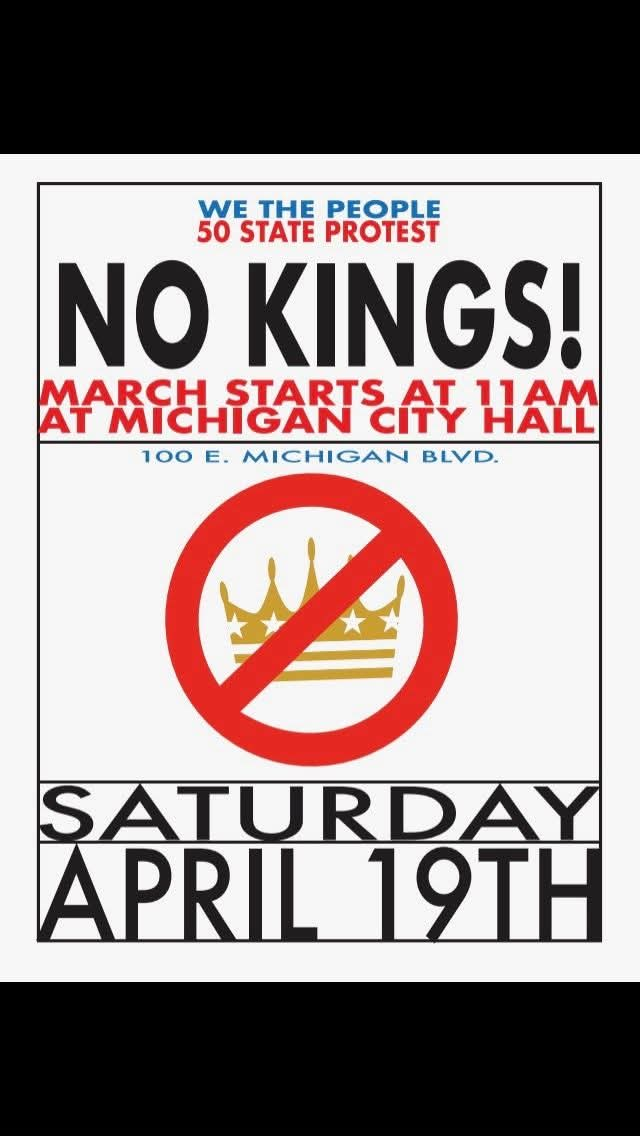 WE THE PEOPLE
50 STATE PROTEST
NO KINGS!
MARCH STARTS AT 11AM
AT MICHIGAN CITY HALL
100 E. MICHIGAN BLVD.
SATURDAY
APRIL 19TH